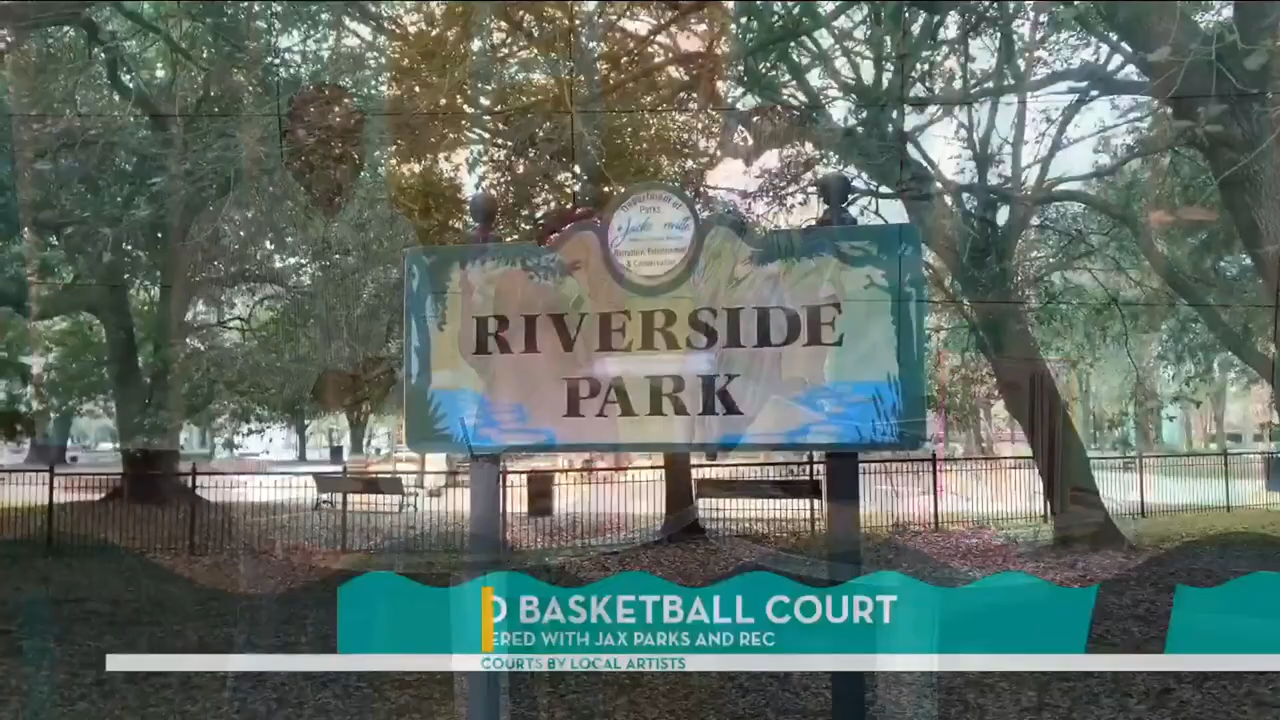 Department of
Parks,
Recreation, Entertainment
& Conservation
RIVERSIDE
PARK
D BASKETBALL COURT
ERED WITH JAX PARKS AND REC
COURTS BY LOCAL ARTISTS